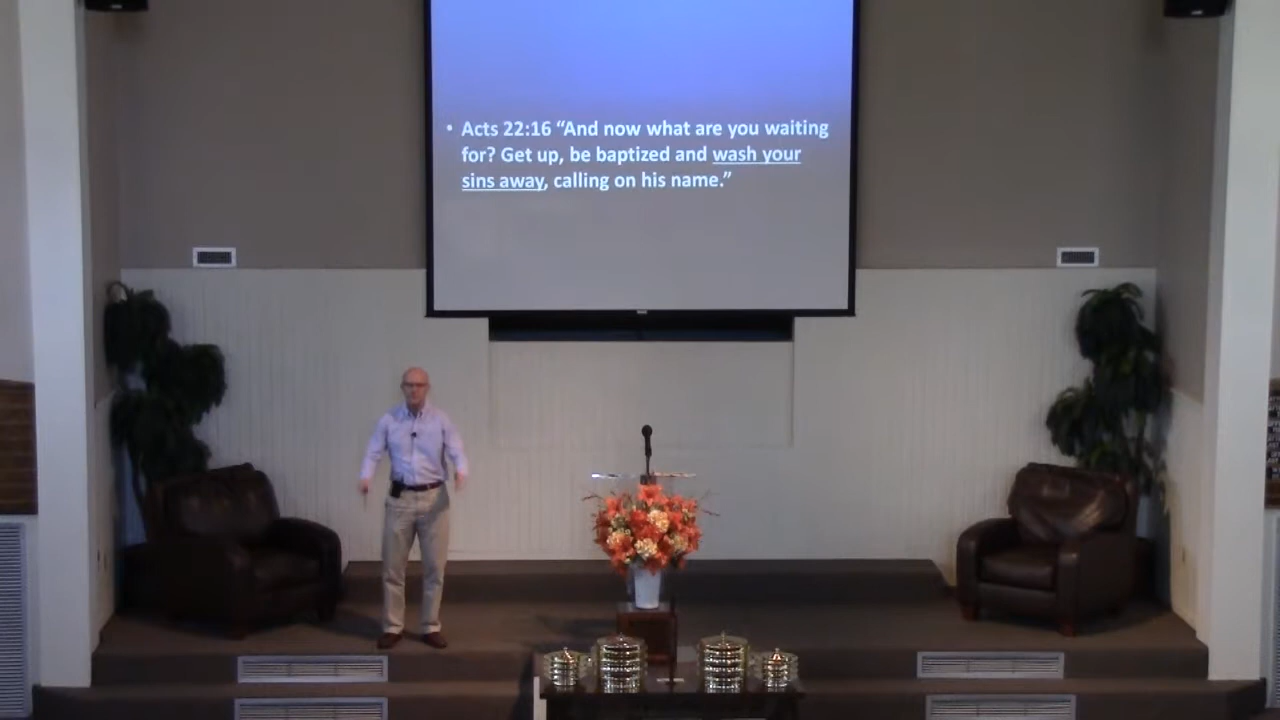 • Acts 22:16 “And now what are you waiting
for? Get up, be baptized and wash your
sins away, calling on his name.”